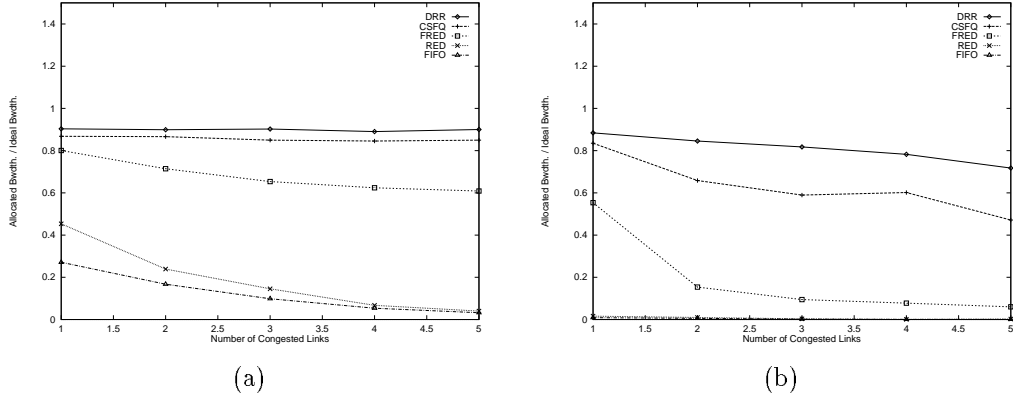 1.4
1.2
1
0.8
0.6
0.4
0.2
0
Allocated Bwdth. / Ideal Bwdth.
DRR
CSFQ
FRED
RED
FIFO
1 1.5 2 2.5 3 3.5 4 4.5 5
Number of Congested Links
(a)
1.4
1.2
1
0.8
0.6
0.4
0.2
0
Allocated Bwdth. / Ideal Bwdth.
DRR
CSFQ
FRED
RED
FIFO
1 1.5 2 2.5 3 3.5 4 4.5 5
Number of Congested Links
(b)